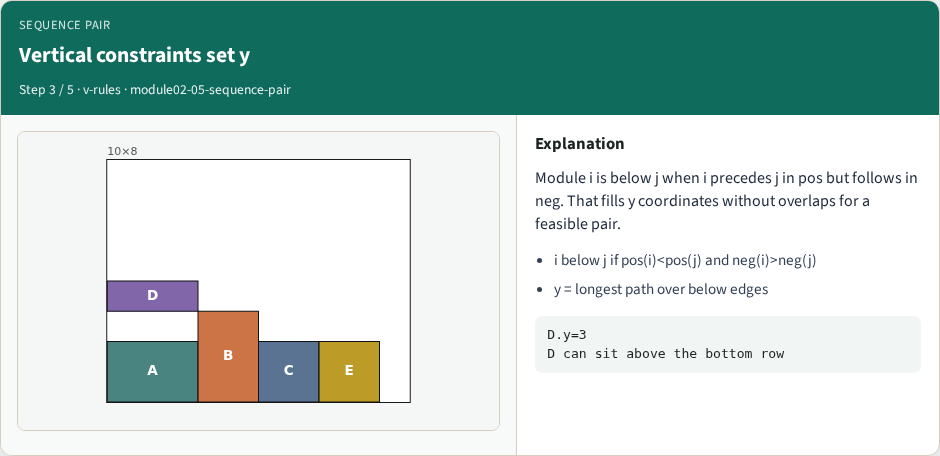 SEQUENCE PAIR
Vertical constraints set y
Step 3 / 5 · v-rules · module02-05-sequence-pair
10×8
D
A
B
C
E
Explanation
Module i is below j when i precedes j in pos but follows in
neg. That fills y coordinates without overlaps for a
feasible pair.
• i below j if pos(i)<pos(j) and neg(i)>neg(j)
• y = longest path over below edges
D.y=3
D can sit above the bottom row